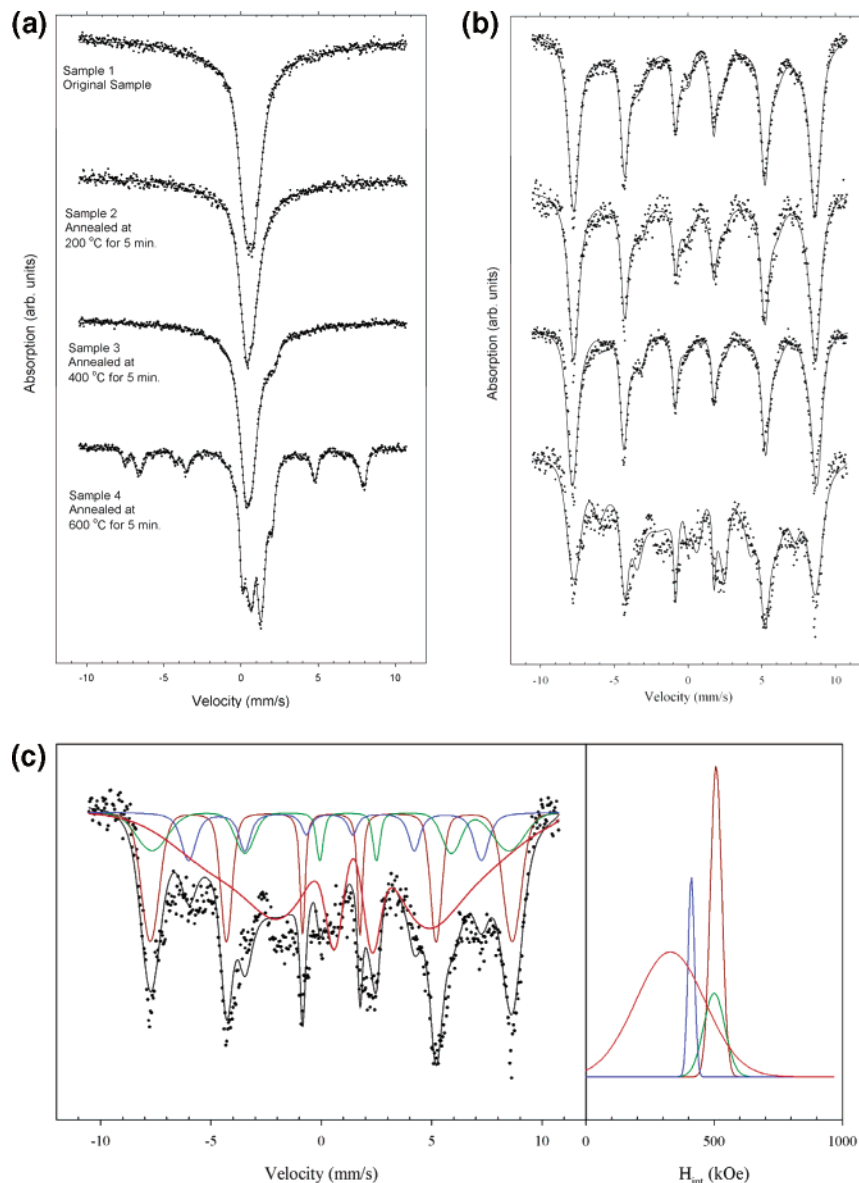 (a)
Sample 1
Original Sample
Sample 2
Annealed at
200 °C for 5 min.
Sample 3
Annealed at
400 °C for 5 min.
Sample 4
Annealed at
600 °C for 5 min.
Absorption (arb. units)
-10 -5 0 5 10
Velocity (mm/s)
(b)
Absorption (arb. units)
-10 -5 0 5 10
Velocity (mm/s)
(c)
-10 -5 0 5 10
Velocity (mm/s)
0 500 1000
H_int (kOe)